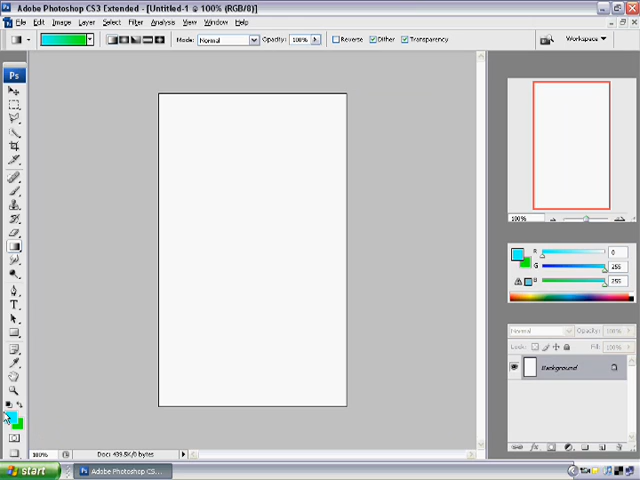 Adobe Photoshop CS3 Extended - [Untitled-1 @ 100% (RGB/8)]
File Edit Image Layer Select Filter Analysis View Window Help
Mode: Normal Opacity: 100% Reverse Dither Transparency Workspace
Ps
100%
R 0
G 255
B 255
Normal Opacity: 100%
Lock: Fill: 100%
Background
T
100% Doc: 439.5K/0 bytes
start Adobe Photoshop CS3...